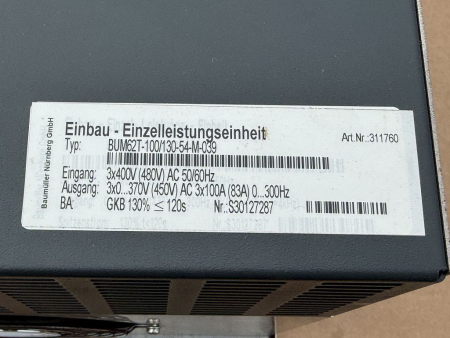 Baumüller Nürnberg GmbH
Einbau - Einzelleistungseinheit Art.Nr.:311760
Typ: BUM62T-100/130-54-M-039
Eingang: 3x400V (480V) AC 50/60Hz
Ausgang: 3x0...370V (450V) AC 3x100A (83A) 0...300Hz
BA: GKB 130% ≤ 120s Nr.:S30127287